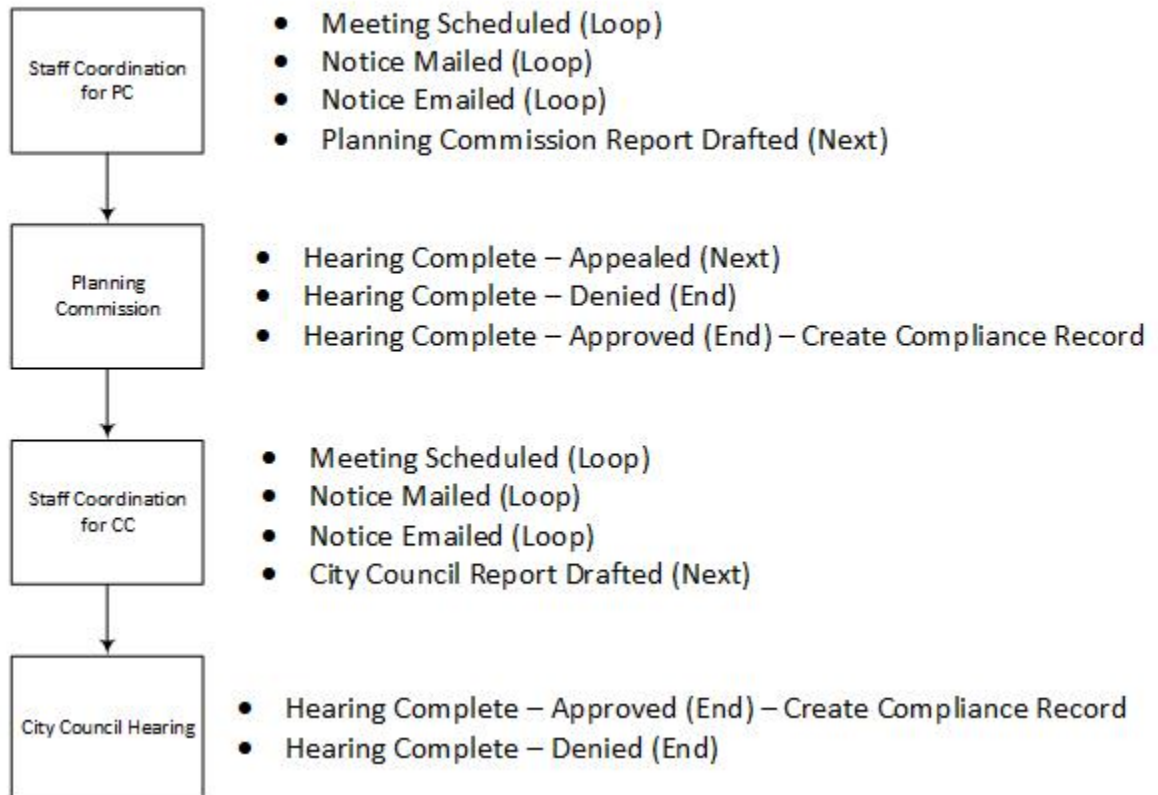 Staff Coordination
for PC
• Meeting Scheduled (Loop)
• Notice Mailed (Loop)
• Notice Emailed (Loop)
• Planning Commission Report Drafted (Next)
Planning
Commission
• Hearing Complete – Appealed (Next)
• Hearing Complete – Denied (End)
• Hearing Complete – Approved (End) – Create Compliance Record
Staff Coordination
for CC
• Meeting Scheduled (Loop)
• Notice Mailed (Loop)
• Notice Emailed (Loop)
• City Council Report Drafted (Next)
City Council Hearing
• Hearing Complete – Approved (End) – Create Compliance Record
• Hearing Complete – Denied (End)